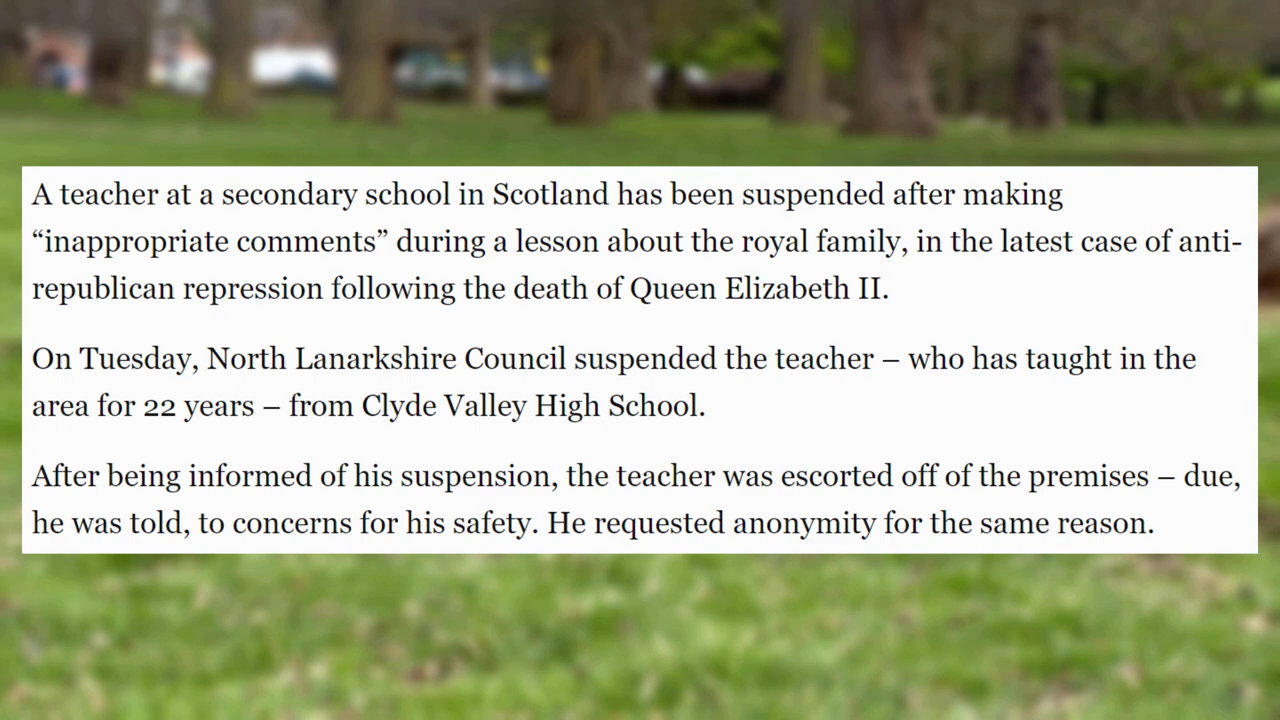 A teacher at a secondary school in Scotland has been suspended after making
“inappropriate comments” during a lesson about the royal family, in the latest case of anti-
republican repression following the death of Queen Elizabeth II.
On Tuesday, North Lanarkshire Council suspended the teacher – who has taught in the
area for 22 years – from Clyde Valley High School.
After being informed of his suspension, the teacher was escorted off of the premises – due,
he was told, to concerns for his safety. He requested anonymity for the same reason.